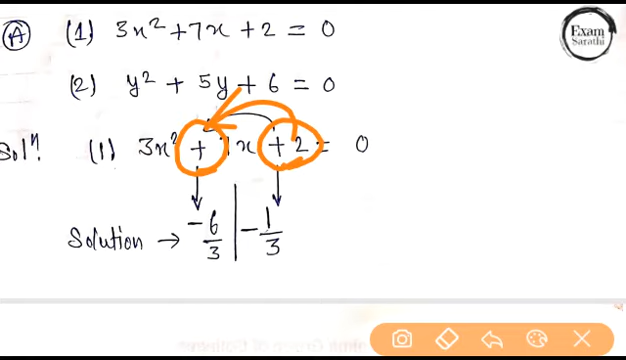 (A) (1) 3x² + 7x + 2 = 0
(2) y² + 5y + 6 = 0
Solⁿ. (1) 3x² + 7x + 2 = 0
Solution → -6/3 | -1/3
Exam
Sarathi